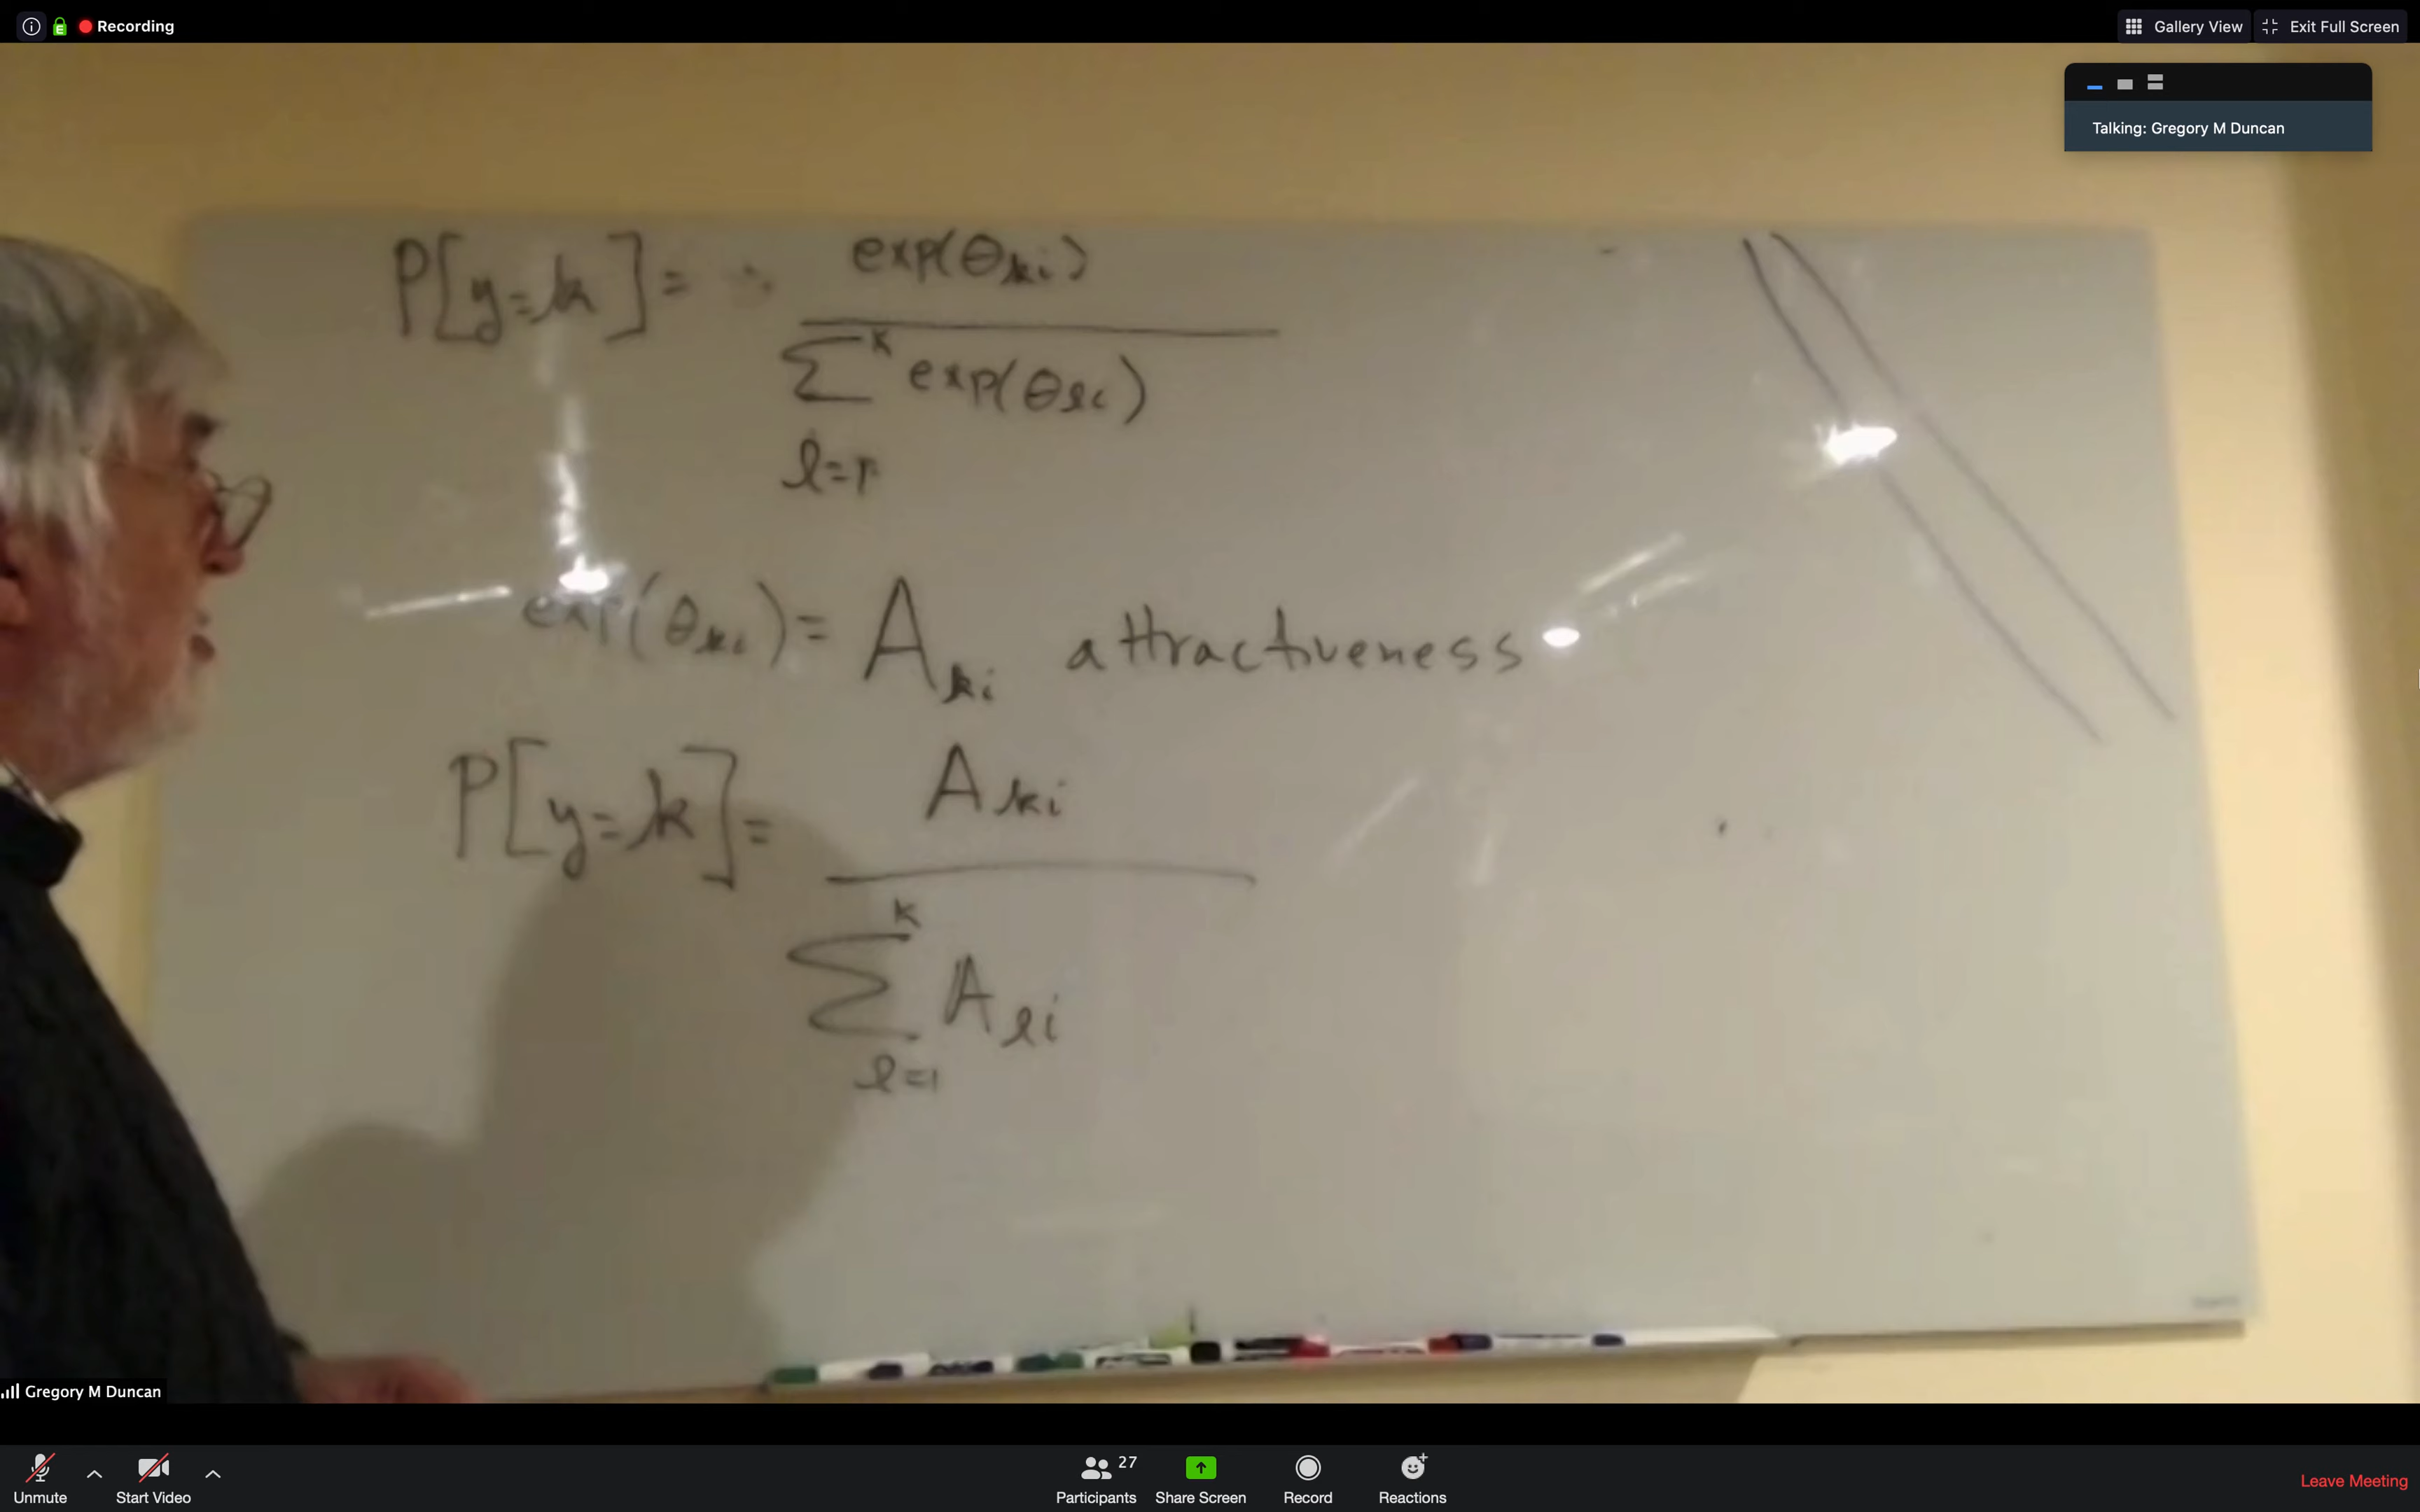 Recording
Gallery View
Exit Full Screen
Talking: Gregory M Duncan
P[y=k] = exp(θki)
Σ K exp(θli)
l=1
exp(θki) = Aki attractiveness
P[y=k] = Aki
K
Σ Ali
l=1
Gregory M Duncan
Unmute
Start Video
Participants 27
Share Screen
Record
Reactions
Leave Meeting